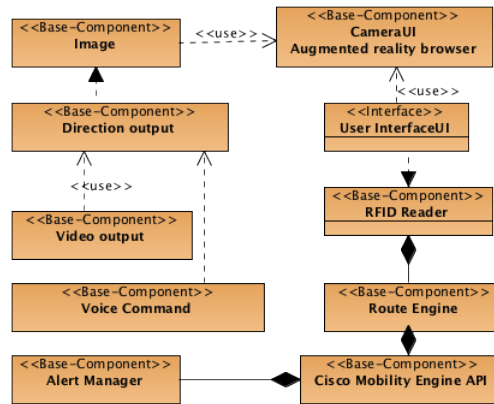 <<Base-Component>>
Image
<<use>>
<<Base-Component>>
CameraUI
Augmented reality browser
<<use>>
<<Base-Component>>
Direction output
<<Interface>>
User InterfaceUI
<<use>>
<<Base-Component>>
Video output
<<Base-Component>>
RFID Reader
<<Base-Component>>
Voice Command
<<Base-Component>>
Route Engine
<<Base-Component>>
Alert Manager
<<Base-Component>>
Cisco Mobility Engine API